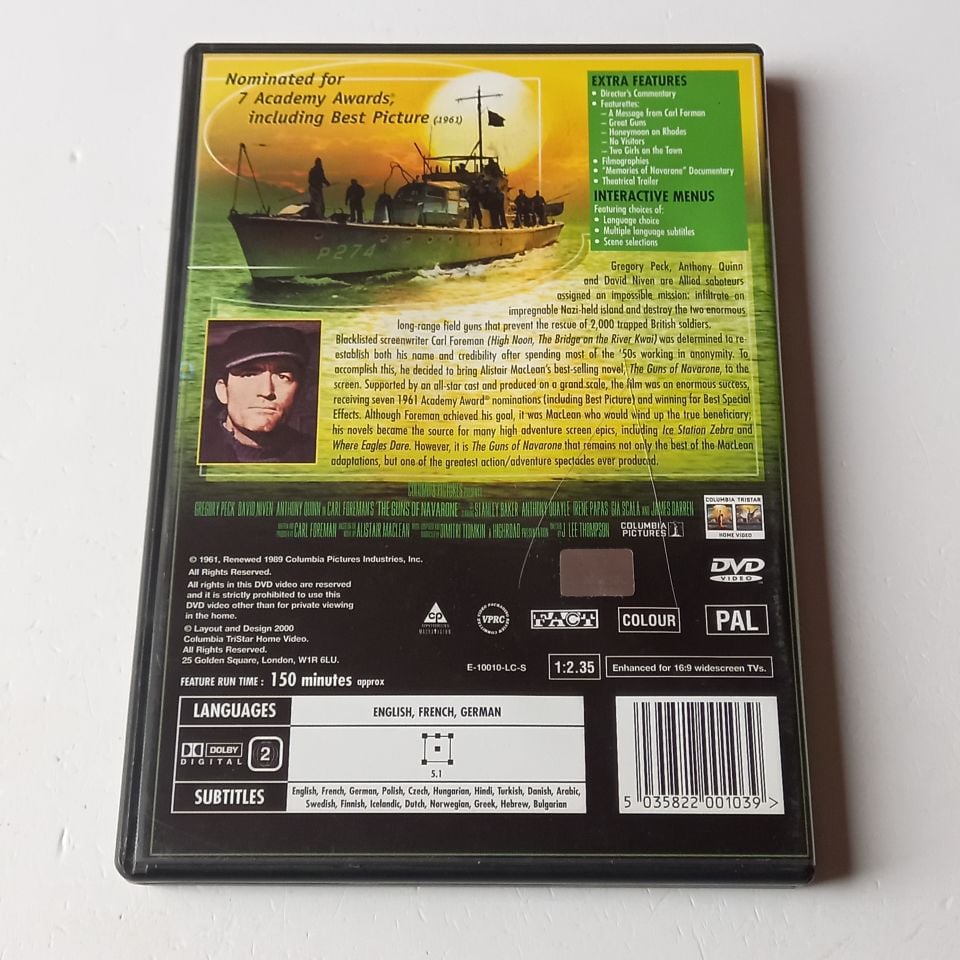 Nominated for
7 Academy Awards,®
including Best Picture (1961)
P274
EXTRA FEATURES
• Director's Commentary
• Featurettes:
– A Message from Carl Forman
– Great Guns
– Honeymoon on Rhodes
– No Visitors
– Two Girls on the Town
• Filmographies
• "Memories of Navarone" Documentary
• Theatrical Trailer
INTERACTIVE MENUS
Featuring choices of:
• Language choice
• Multiple language subtitles
• Scene selections
Gregory Peck, Anthony Quinn
and David Niven are Allied saboteurs
assigned an impossible mission: infiltrate an
impregnable Nazi-held island and destroy the two enormous
long-range field guns that prevent the rescue of 2,000 trapped British soldiers.
Blacklisted screenwriter Carl Foreman (High Noon, The Bridge on the River Kwai) was determined to re-
establish both his name and credibility after spending most of the '50s working in anonymity. To
accomplish this, he decided to bring Alistair MacLean's best-selling novel, The Guns of Navarone, to the
screen. Supported by an all-star cast and produced on a grand scale, the film was an enormous success,
receiving seven 1961 Academy Award® nominations (including Best Picture) and winning for Best Special
Effects. Although Foreman achieved his goal, it was MacLean who would wind up the true beneficiary;
his novels became the source for many high adventure screen epics, including Ice Station Zebra and
Where Eagles Dare. However, it is The Guns of Navarone that remains not only the best of the MacLean
adaptations, but one of the greatest action/adventure spectacles ever produced.
COLUMBIA PICTURES
GREGORY PECK DAVID NIVEN ANTHONY QUINN IN CARL FOREMAN'S "THE GUNS OF NAVARONE" STANLEY BAKER ANTHONY QUAYLE IRENE PAPAS GIA SCALA AND JAMES DARREN
CARL FOREMAN ALISTAIR MACLEAN DIMITRI TIOMKIN A HIGHROAD J. LEE THOMPSON
COLUMBIA
PICTURES
COLUMBIA TRISTAR
HOME VIDEO
© 1961, Renewed 1989 Columbia Pictures Industries, Inc.
All Rights Reserved.
All rights in this DVD video are reserved
and it is strictly prohibited to use this
DVD video other than for private viewing
in the home.
© Layout and Design 2000
Columbia TriStar Home Video.
All Rights Reserved.
25 Golden Square, London, W1R 6LU.
DVD
VIDEO
VPRC
FACT
COLOUR
PAL
E-10010-LC-S
1:2.35
Enhanced for 16:9 widescreen TVs.
FEATURE RUN TIME : 150 minutes approx
LANGUAGES
ENGLISH, FRENCH, GERMAN
DOLBY
DIGITAL
2
5.1
SUBTITLES
English, French, German, Polish, Czech, Hungarian, Hindi, Turkish, Danish, Arabic,
Swedish, Finnish, Icelandic, Dutch, Norwegian, Greek, Hebrew, Bulgarian
5 035822 001039 >